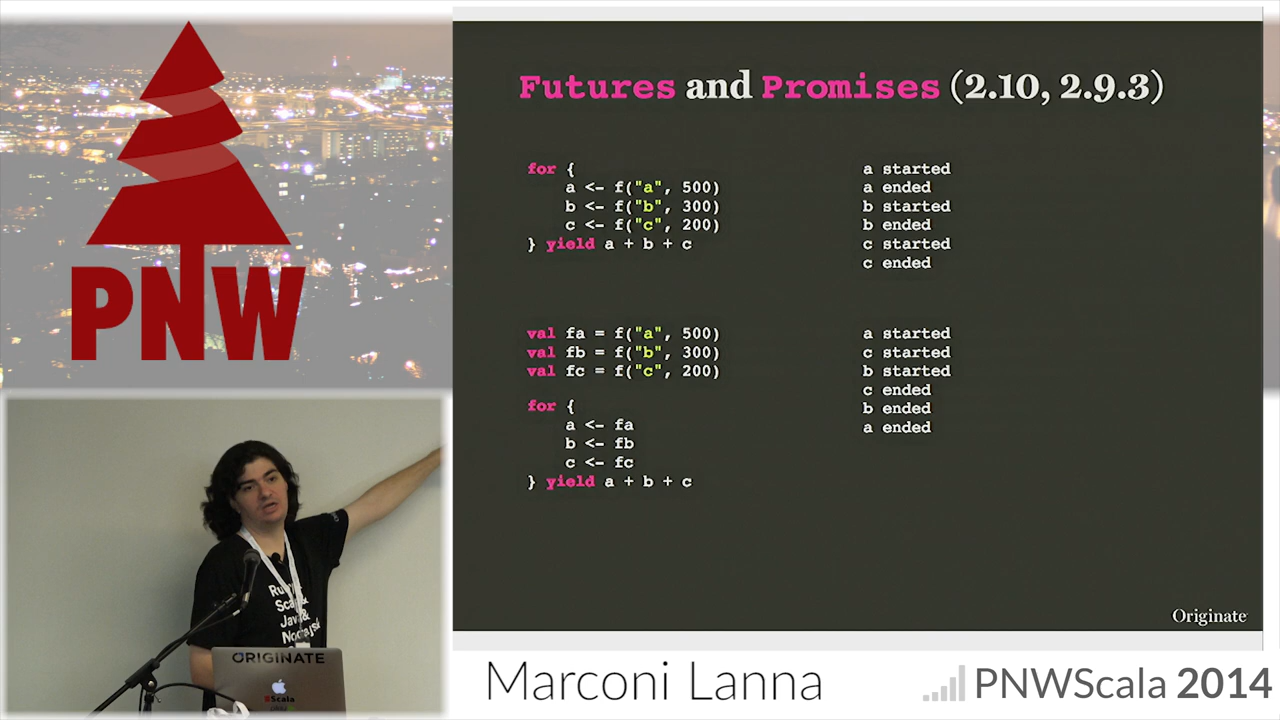 PNW
Futures and Promises (2.10, 2.9.3)
for {
a <- f("a", 500)
b <- f("b", 300)
c <- f("c", 200)
} yield a + b + c
a started
a ended
b started
b ended
c started
c ended
val fa = f("a", 500)
val fb = f("b", 300)
val fc = f("c", 200)
for {
a <- fa
b <- fb
c <- fc
} yield a + b + c
a started
c started
b started
c ended
b ended
a ended
Originate
ORIGINATE
Scala
Marconi Lanna
PNWScala 2014